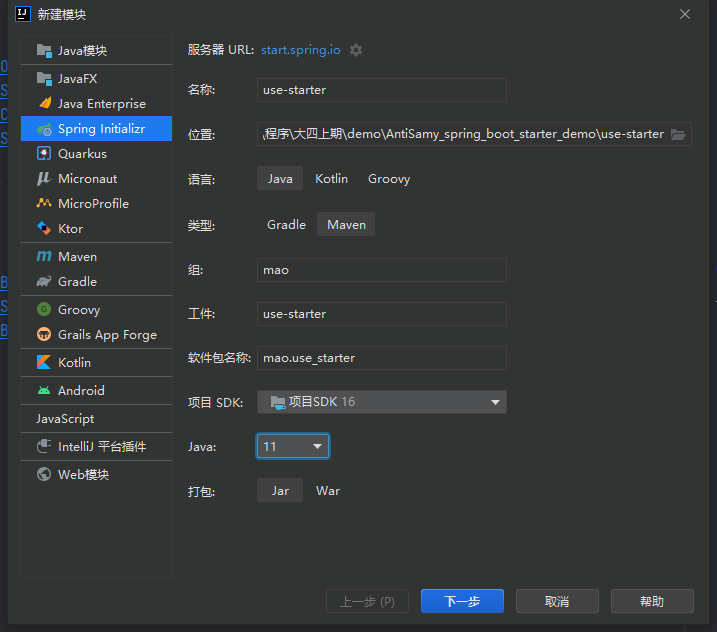 新建模块
Java模块
JavaFX
Java Enterprise
Spring Initializr
Quarkus
Micronaut
MicroProfile
Ktor
Maven
Gradle
Groovy
Grails App Forge
Kotlin
Android
JavaScript
IntelliJ 平台插件
Web模块
服务器 URL: start.spring.io
名称: use-starter
位置: 程序\大四上期\demo\AntiSamy_spring_boot_starter_demo\use-starter
语言: Java Kotlin Groovy
类型: Gradle Maven
组: mao
工件: use-starter
软件包名称: mao.use_starter
项目 SDK: 项目SDK 16
Java: 11
打包: Jar War
上一步 (P) 下一步 取消 帮助